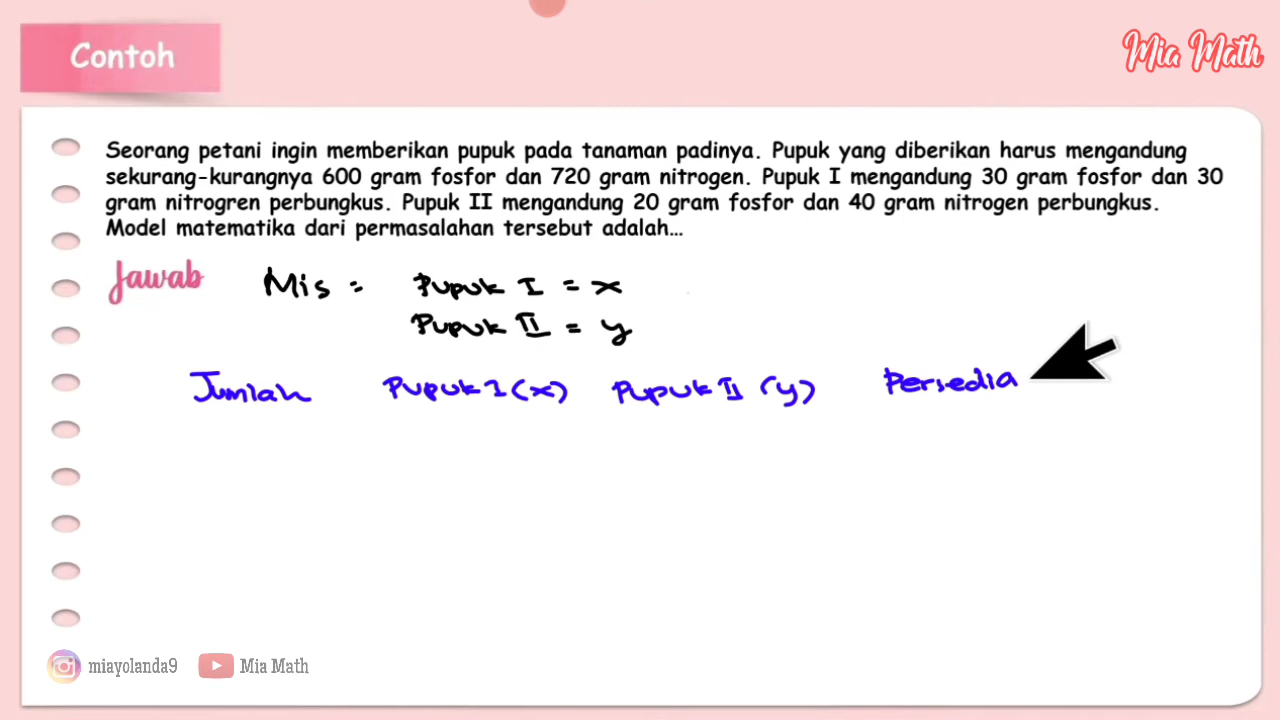 Contoh
Mia Math
Seorang petani ingin memberikan pupuk pada tanaman padinya. Pupuk yang diberikan harus mengandung
sekurang-kurangnya 600 gram fosfor dan 720 gram nitrogen. Pupuk I mengandung 30 gram fosfor dan 30
gram nitrogren perbungkus. Pupuk II mengandung 20 gram fosfor dan 40 gram nitrogen perbungkus.
Model matematika dari permasalahan tersebut adalah...
Jawab Mis = Pupuk I = x
Pupuk II = y
Jumlah Pupuk I (x) Pupuk II (y) Persedia
miayolanda9 Mia Math